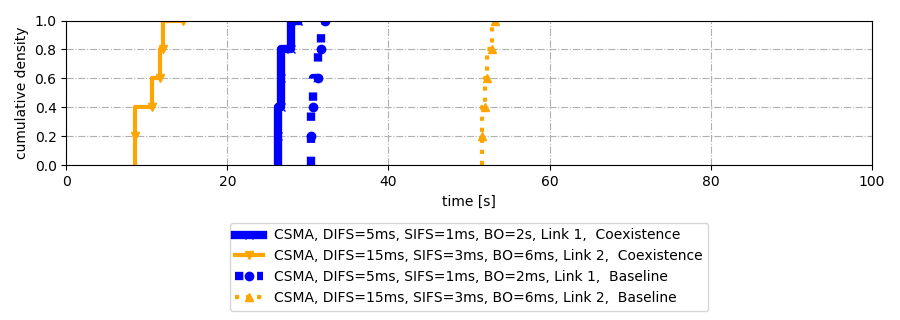 cumulative density
1.0
0.8
0.6
0.4
0.2
0.0
0 20 40 60 80 100
time [s]
CSMA, DIFS=5ms, SIFS=1ms, BO=2s, Link 1,  Coexistence
CSMA, DIFS=15ms, SIFS=3ms, BO=6ms, Link 2,  Coexistence
CSMA, DIFS=5ms, SIFS=1ms, BO=2ms, Link 1,  Baseline
CSMA, DIFS=15ms, SIFS=3ms, BO=6ms, Link 2,  Baseline